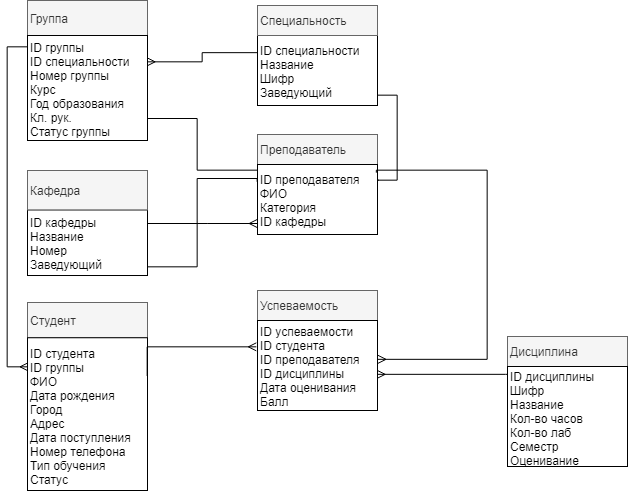 Группа
ID группы
ID специальности
Номер группы
Курс
Год образования
Кл. рук.
Статус группы
Специальность
ID специальности
Название
Шифр
Заведующий
Преподаватель
ID преподавателя
ФИО
Категория
ID кафедры
Кафедра
ID кафедры
Название
Номер
Заведующий
Студент
ID студента
ID группы
ФИО
Дата рождения
Город
Адрес
Дата поступления
Номер телефона
Тип обучения
Статус
Успеваемость
ID успеваемости
ID студента
ID преподавателя
ID дисциплины
Дата оценивания
Балл
Дисциплина
ID дисциплины
Шифр
Название
Кол-во часов
Кол-во лаб
Семестр
Оценивание